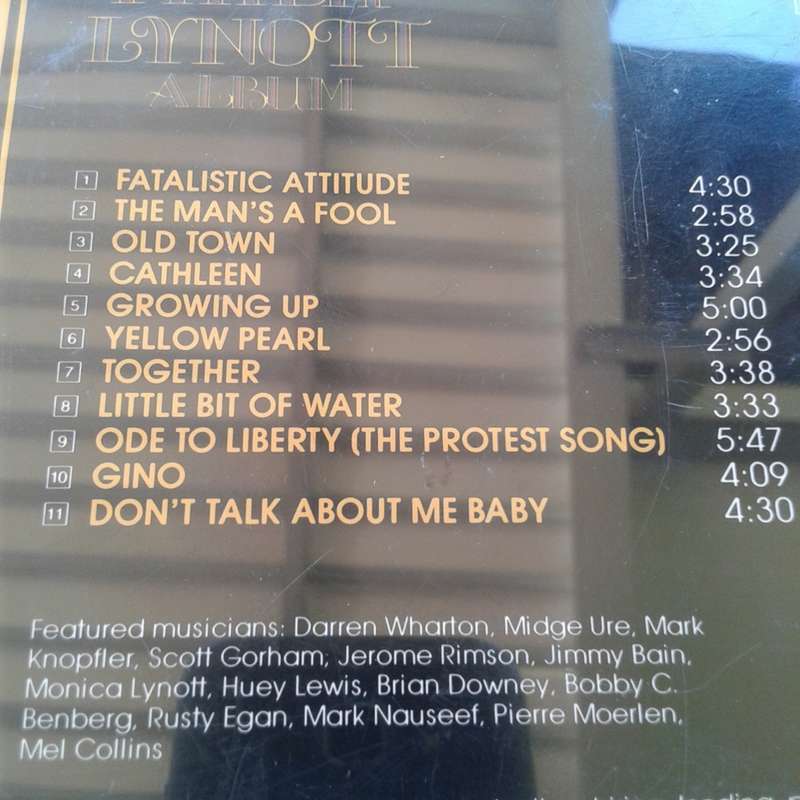 LYNOTT
ALBUM
1 FATALISTIC ATTITUDE 4:30
2 THE MAN'S A FOOL 2:58
3 OLD TOWN 3:25
4 CATHLEEN 3:34
5 GROWING UP 5:00
6 YELLOW PEARL 2:56
7 TOGETHER 3:38
8 LITTLE BIT OF WATER 3:33
9 ODE TO LIBERTY (THE PROTEST SONG) 5:47
10 GINO 4:09
11 DON'T TALK ABOUT ME BABY 4:30
Featured musicians: Darren Wharton, Midge Ure, Mark
Knopfler, Scott Gorham, Jerome Rimson, Jimmy Bain,
Monica Lynott, Huey Lewis, Brian Downey, Bobby C.
Benberg, Rusty Egan, Mark Nauseef, Pierre Moerlen,
Mel Collins